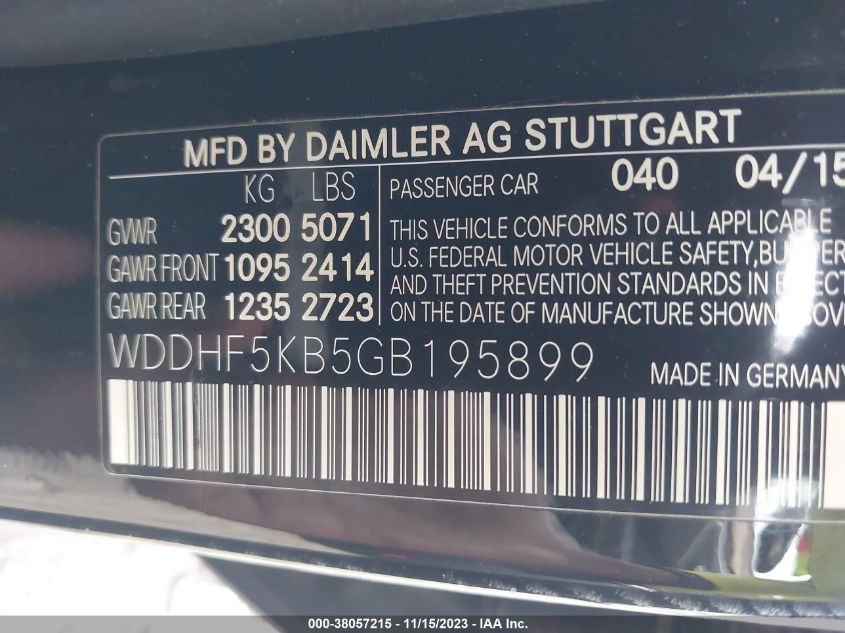 MFD BY DAIMLER AG STUTTGART
KG LBS
GVWR 2300 5071
GAWR FRONT 1095 2414
GAWR REAR 1235 2723
PASSENGER CAR 040 04/15
THIS VEHICLE CONFORMS TO ALL APPLICABLE
U.S. FEDERAL MOTOR VEHICLE SAFETY,
AND THEFT PREVENTION STANDARDS IN
ON THE DATE OF MANUFACTURE SHOWN
WDDHF5KB5GB195899
MADE IN GERMANY
000-38057215 - 11/15/2023 - IAA Inc.